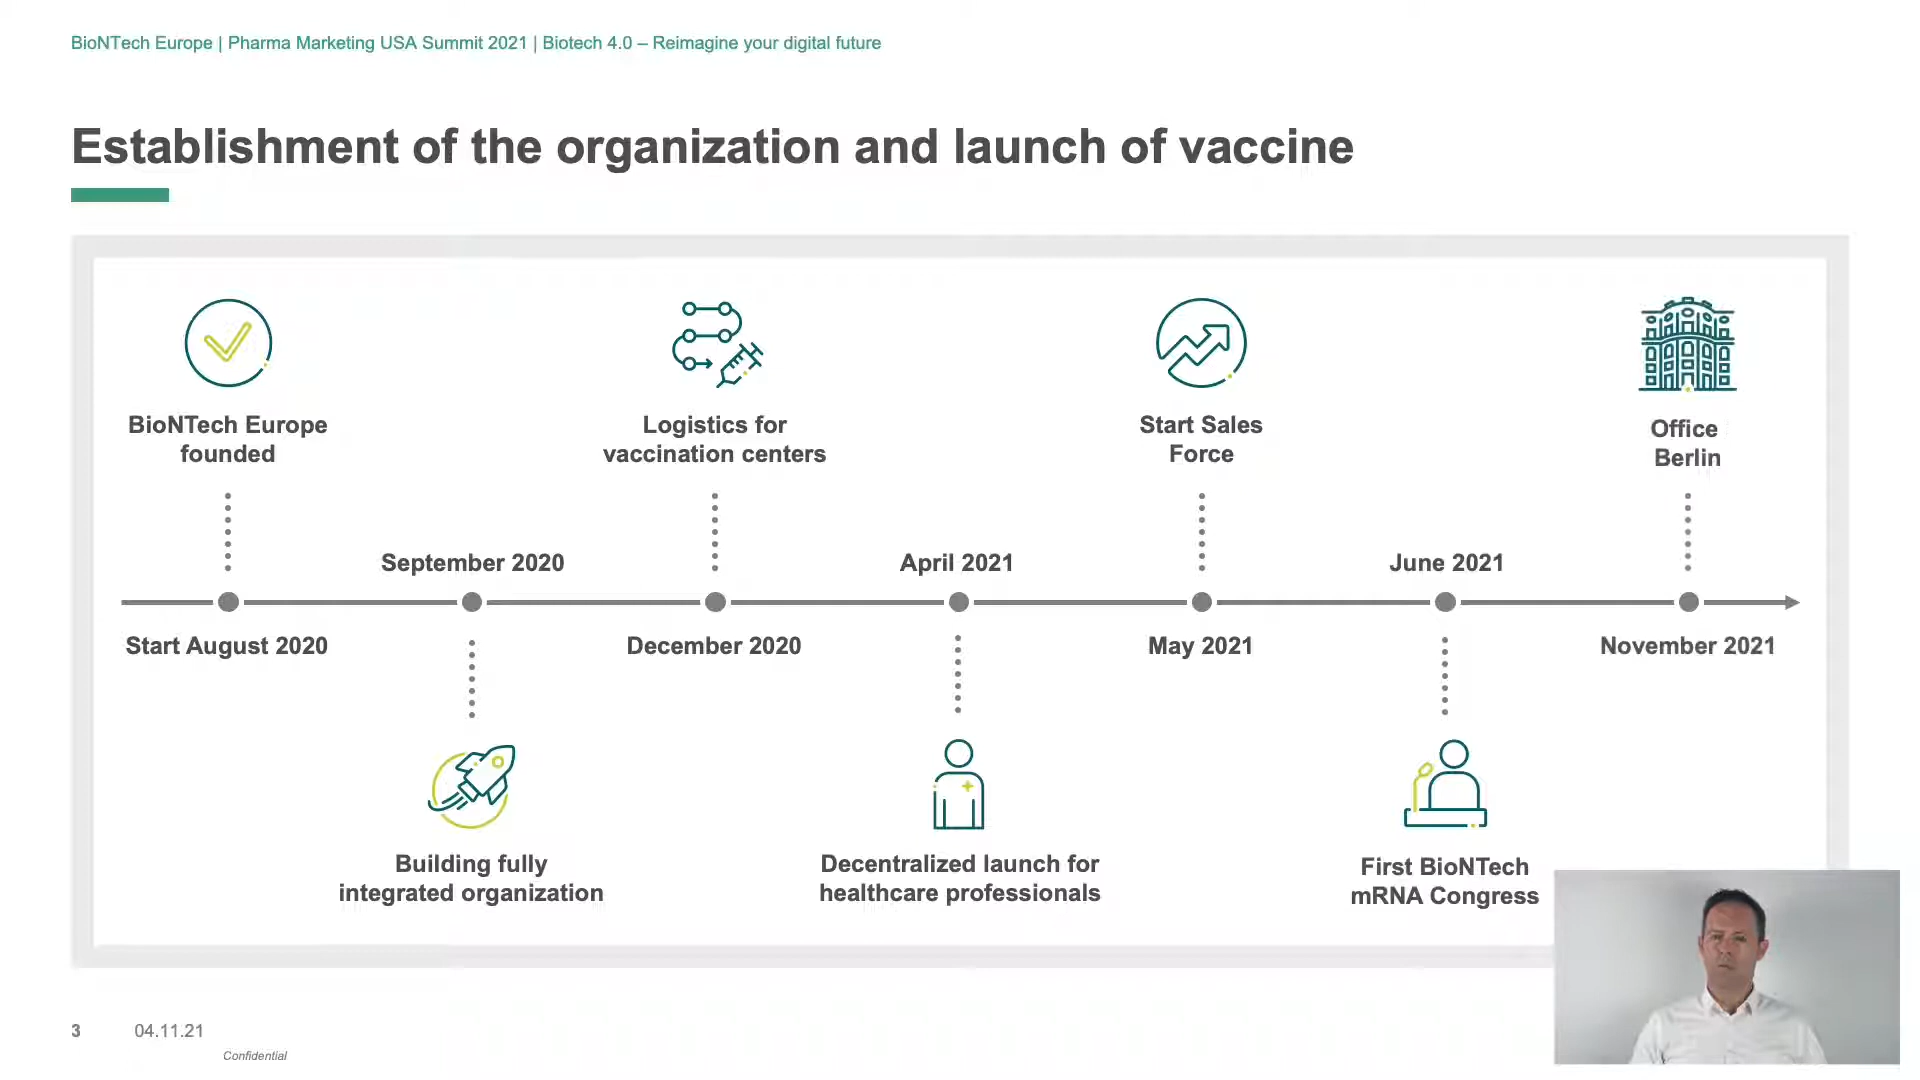 BioNTech Europe | Pharma Marketing USA Summit 2021 | Biotech 4.0 – Reimagine your digital future
Establishment of the organization and launch of vaccine
BioNTech Europe
founded
Logistics for
vaccination centers
Start Sales
Force
Office
Berlin
September 2020
April 2021
June 2021
Start August 2020
December 2020
May 2021
November 2021
Building fully
integrated organization
Decentralized launch for
healthcare professionals
First BioNTech
mRNA Congress
3
04.11.21
Confidential